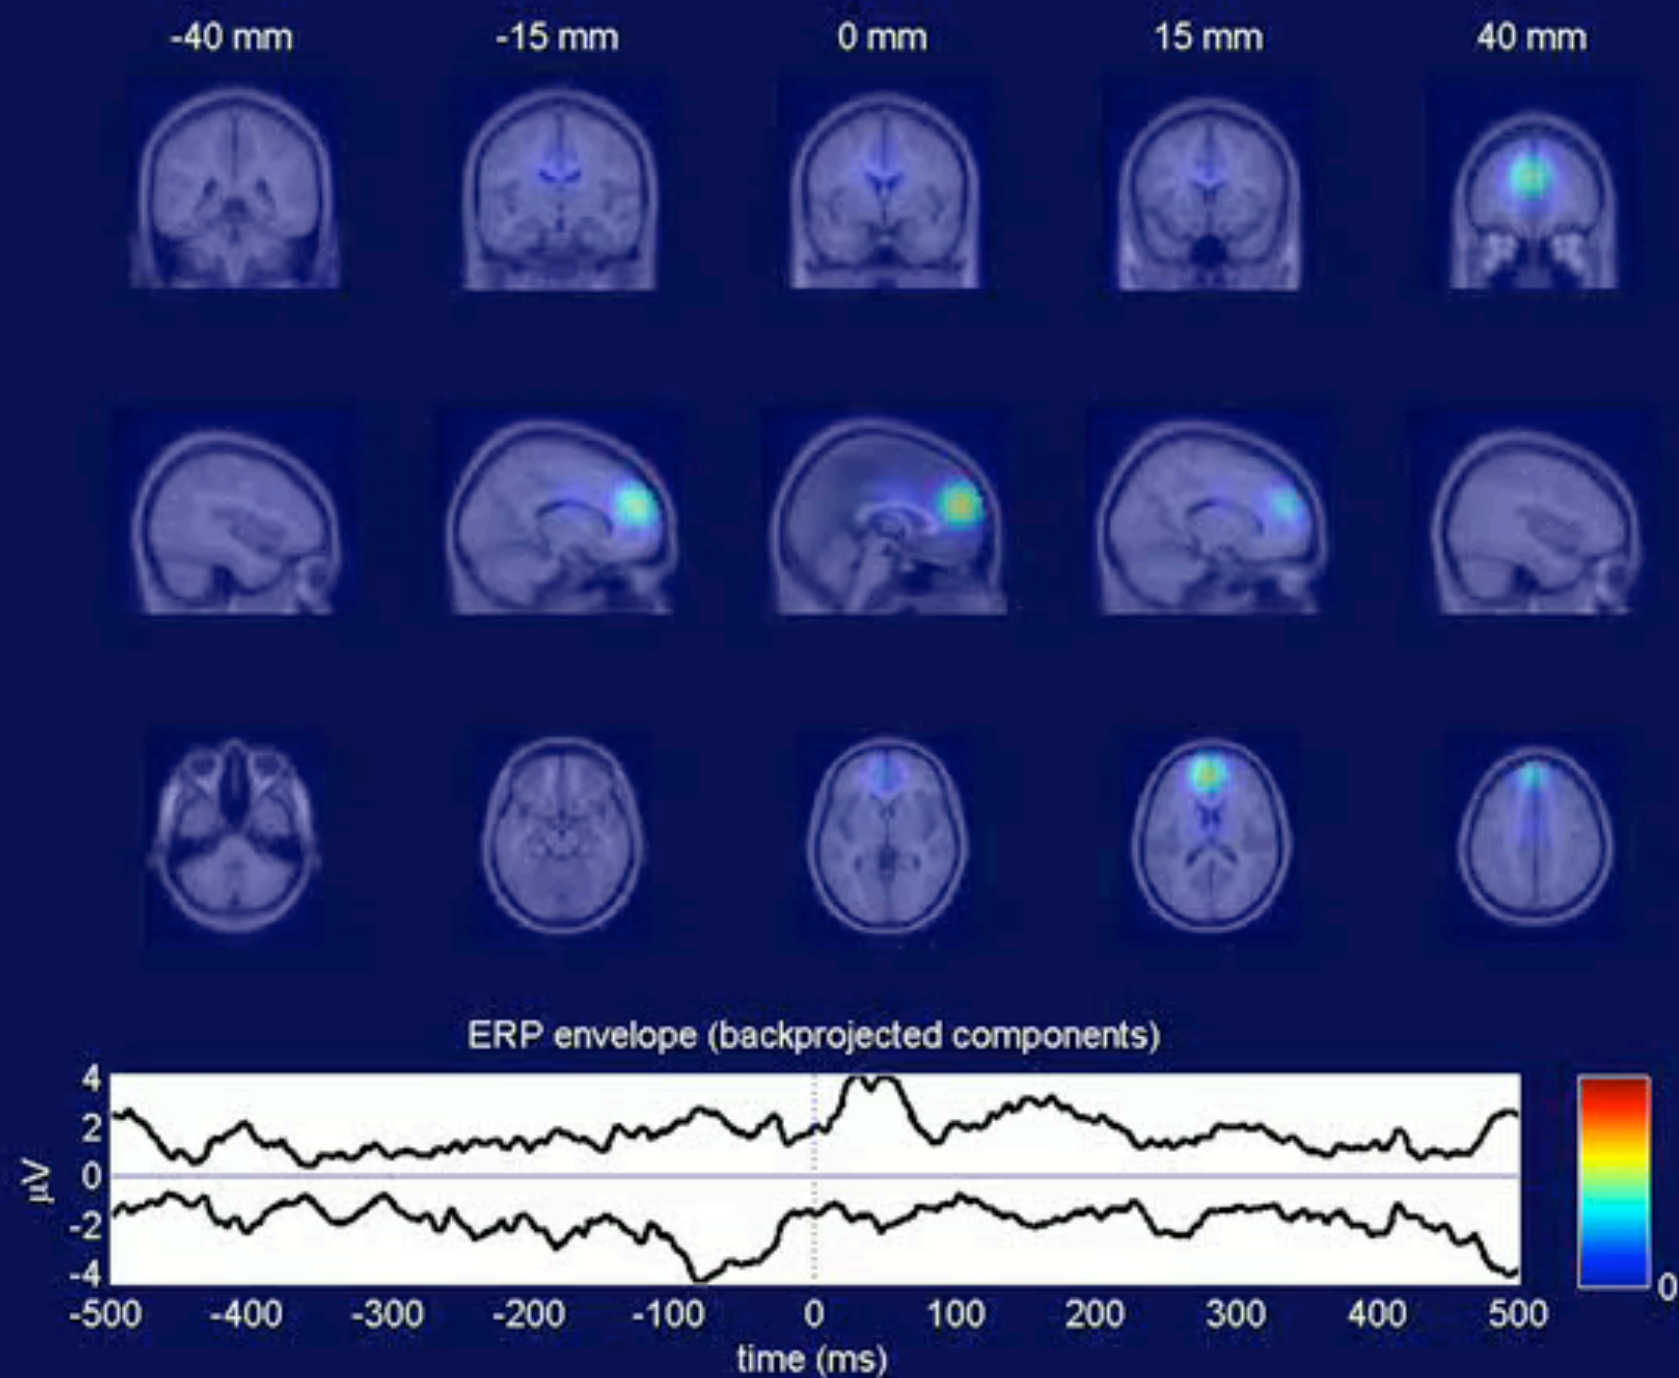 -40 mm -15 mm 0 mm 15 mm 40 mm
ERP envelope (backprojected components)
4
2
0
-2
-4
µV
0
-500 -400 -300 -200 -100 0 100 200 300 400 500
time (ms)